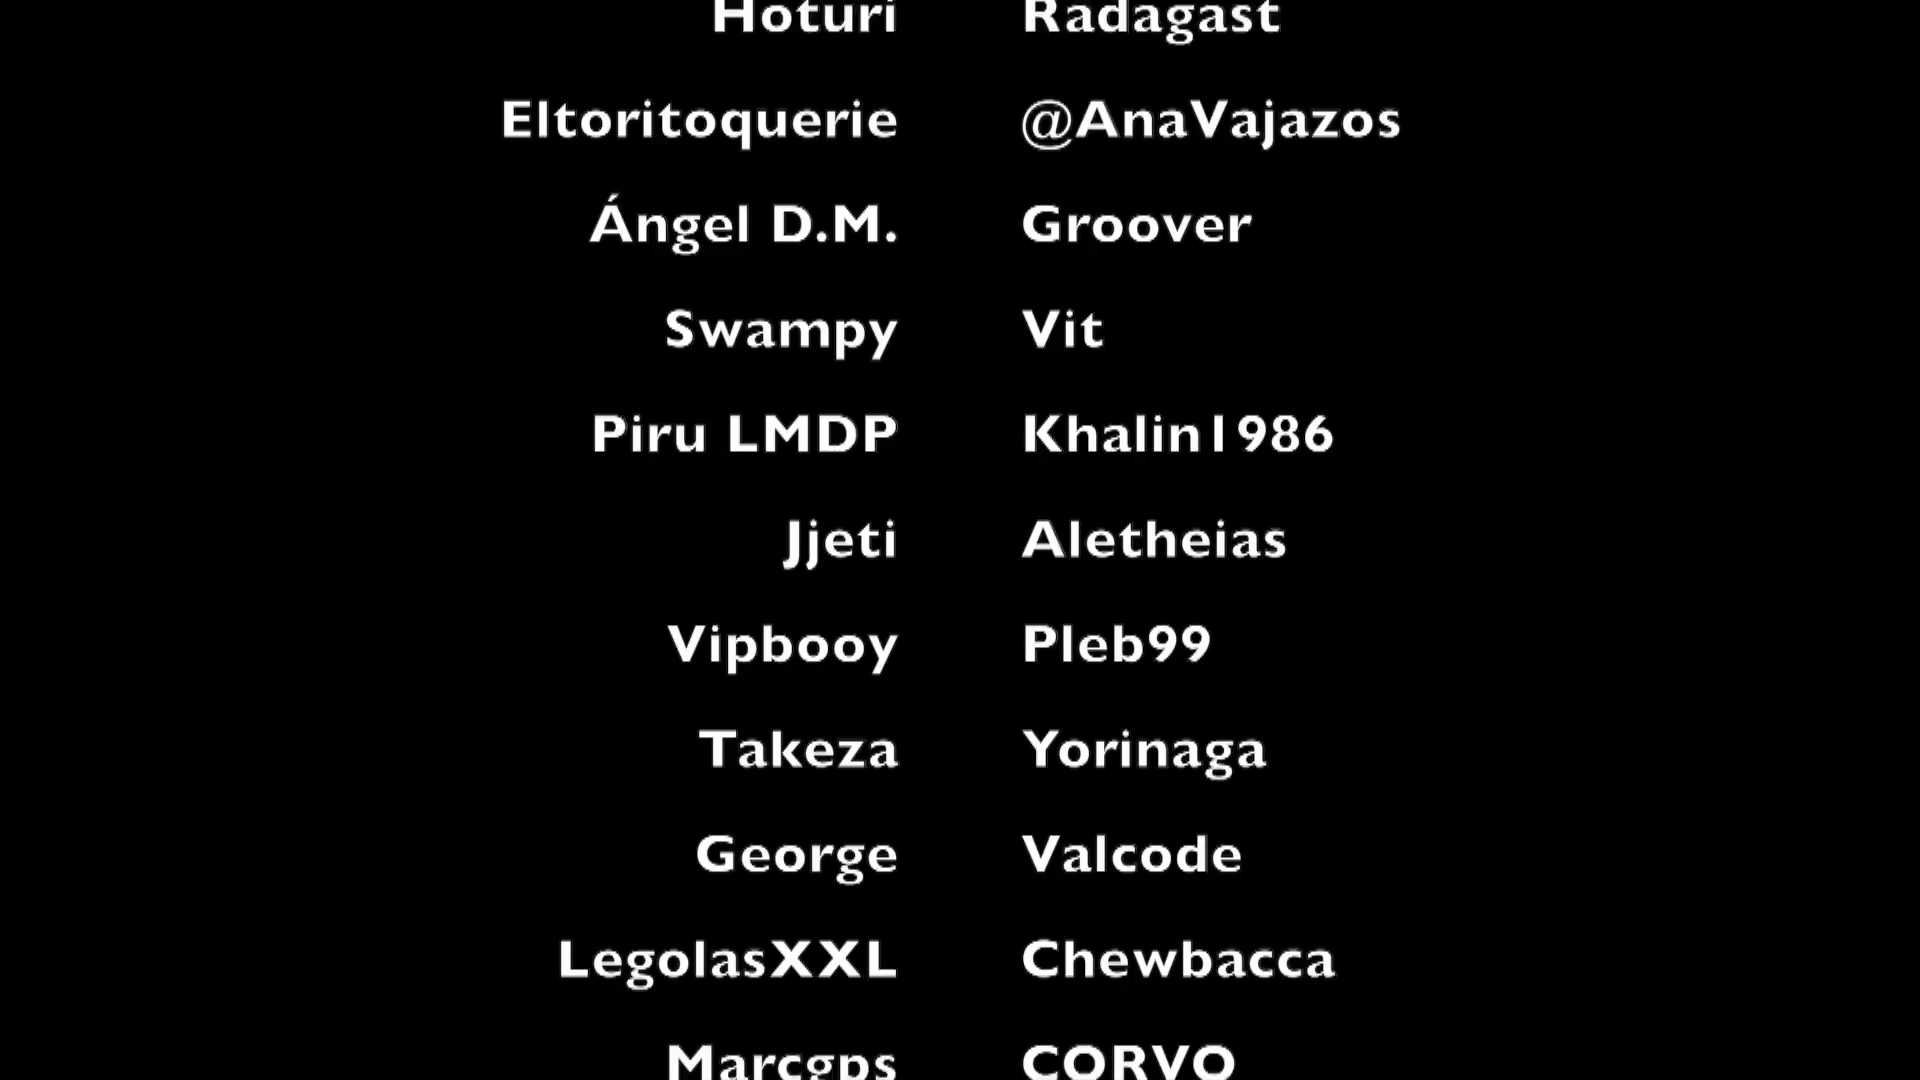 Hoturi Radagast
Eltoritoquerie @AnaVajazos
Ángel D.M. Groover
Swampy Vit
Piru LMDP Khalin1986
Jjeti Aletheias
Vipbooy Pleb99
Takeza Yorinaga
George Valcode
LegolasXXL Chewbacca
Marcgps CORVO